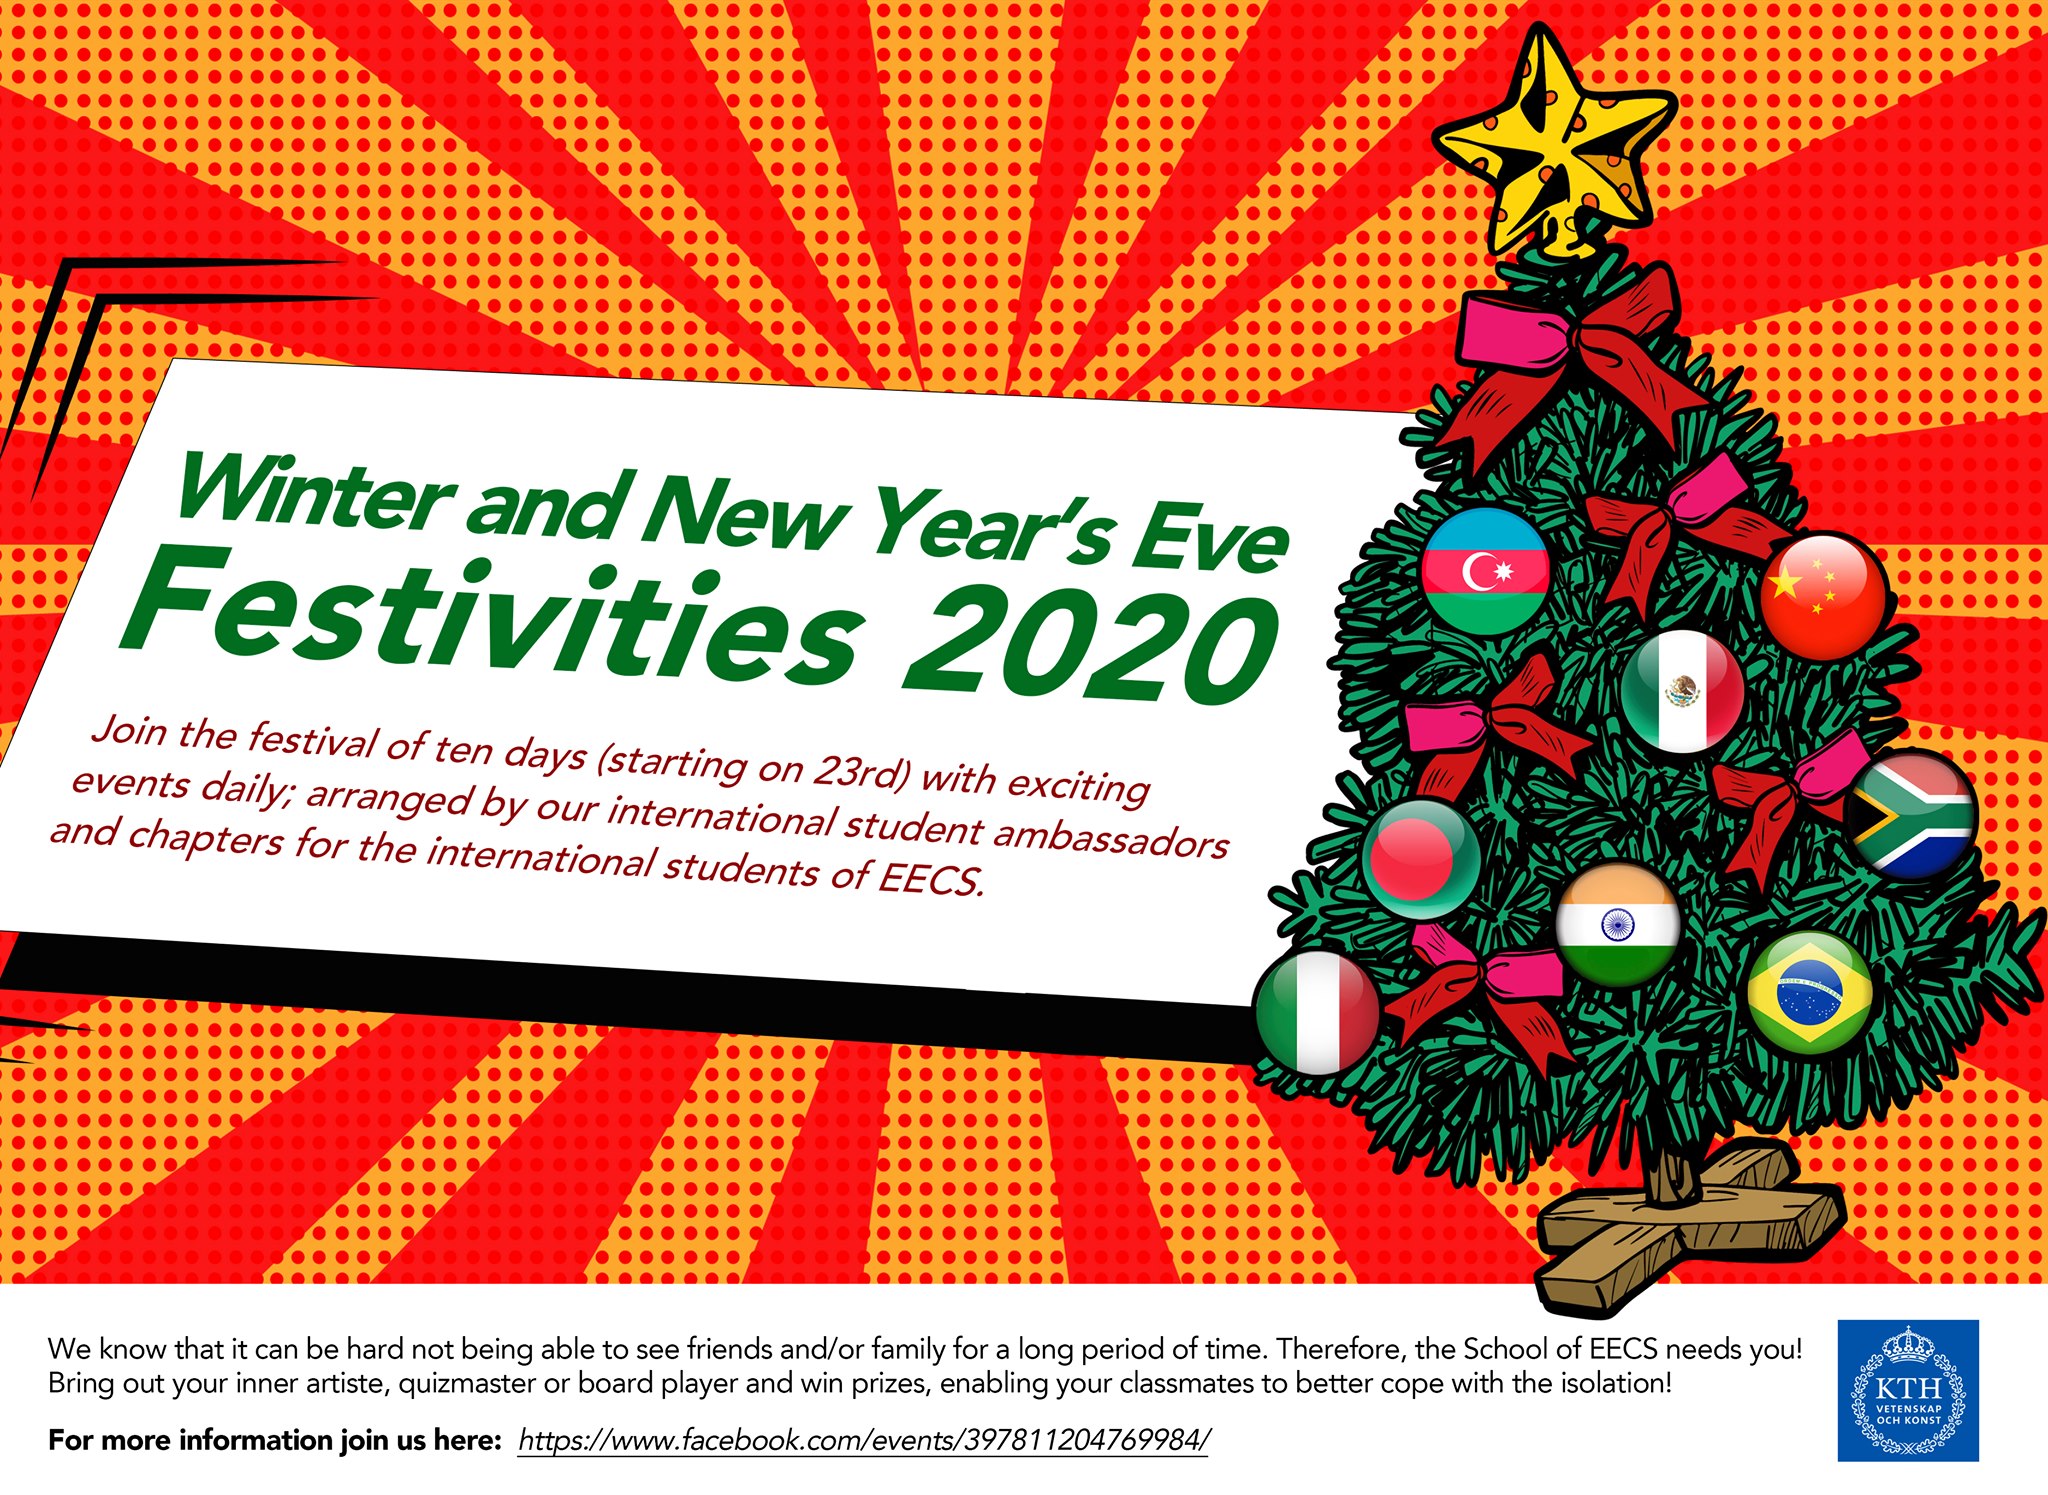 Winter and New Year's Eve
Festivities 2020
Join the festival of ten days (starting on 23rd) with exciting
events daily; arranged by our international student ambassadors
and chapters for the international students of EECS.
We know that it can be hard not being able to see friends and/or family for a long period of time. Therefore, the School of EECS needs you!
Bring out your inner artiste, quizmaster or board player and win prizes, enabling your classmates to better cope with the isolation!
For more information join us here: https://www.facebook.com/events/397811204769984/
KTH
VETENSKAP
OCH KONST